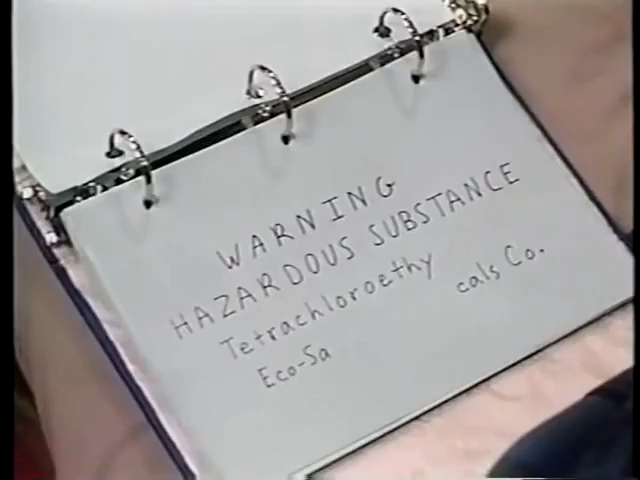 WARNING
HAZARDOUS SUBSTANCE
Tetrachloroethy
Eco-Sa cals Co.